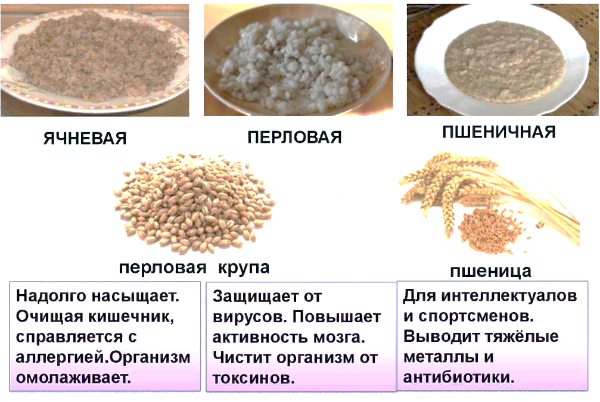 ЯЧНЕВАЯ
ПЕРЛОВАЯ
ПШЕНИЧНАЯ
перловая крупа
пшеница
Надолго насыщает.
Очищая кишечник,
справляется с
аллергией.Организм
омолаживает.
Защищает от
вирусов. Повышает
активность мозга.
Чистит организм от
токсинов.
Для интеллектуалов
и спортсменов.
Выводит тяжёлые
металлы и
антибиотики.